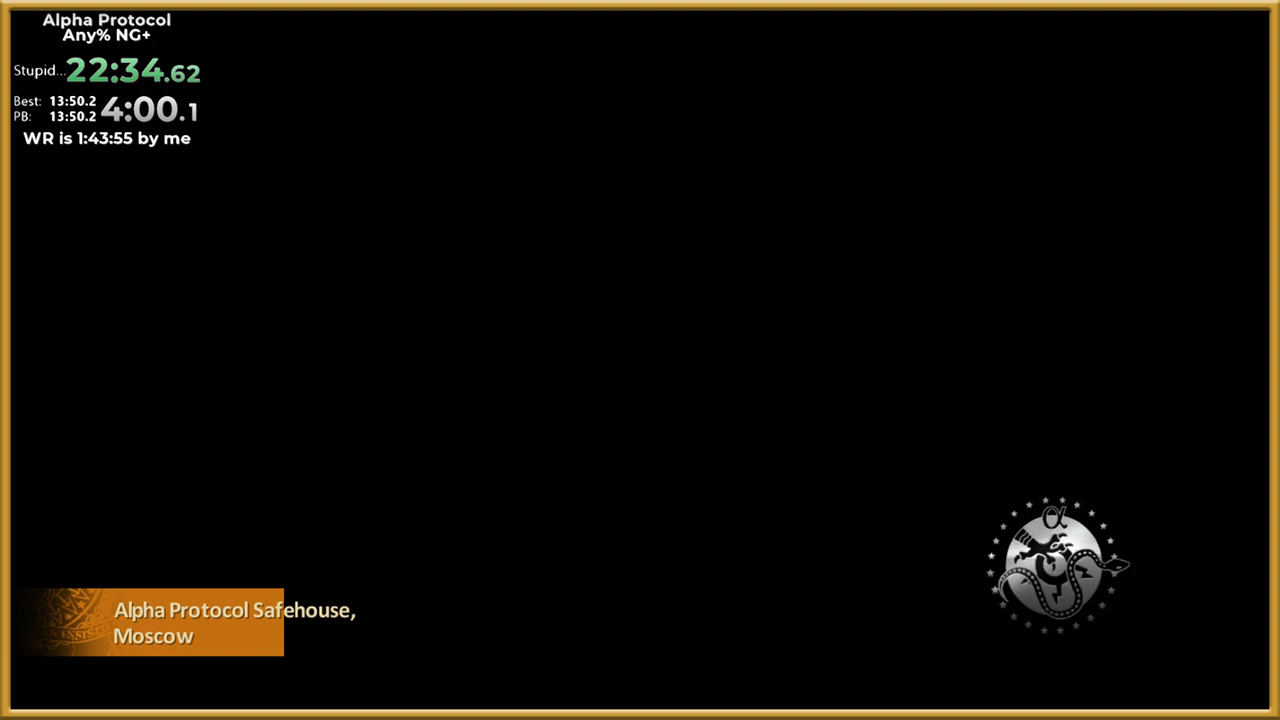 Alpha Protocol
Any% NG+
Stupid... 22:34.62
Best: 13:50.2 4:00.1
PB: 13:50.2
WR is 1:43:55 by me
α
Alpha Protocol Safehouse,
Moscow